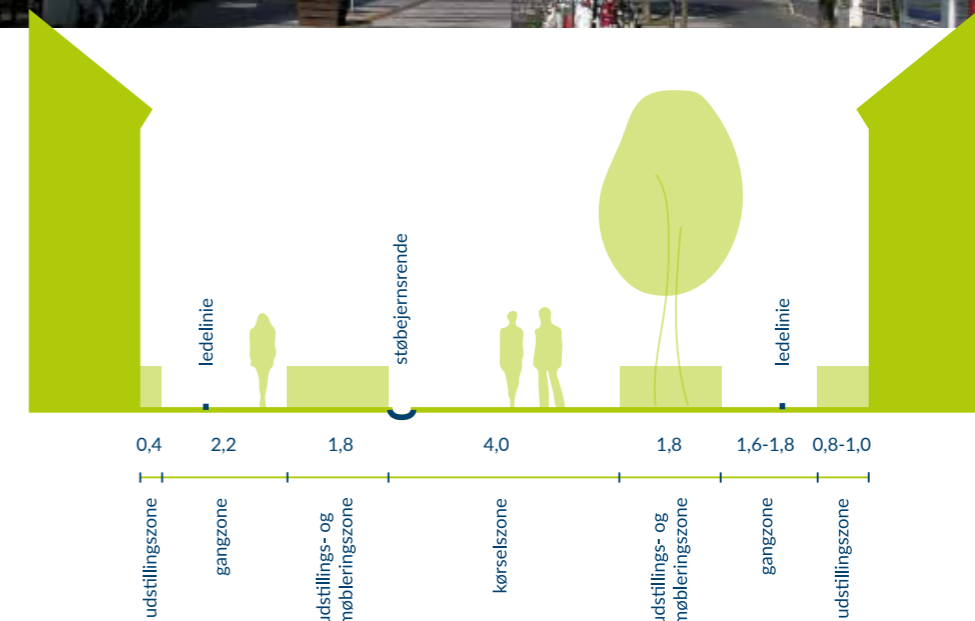 støbejernsrende
ledelinie
ledelinie
0,4 2,2 1,8 4,0 1,8 1,6-1,8 0,8-1,0
udstillingszone
gangzone
udstillings- og
møbleringszone
kørselszone
udstillings- og
møbleringszone
gangzone
udstillingszone